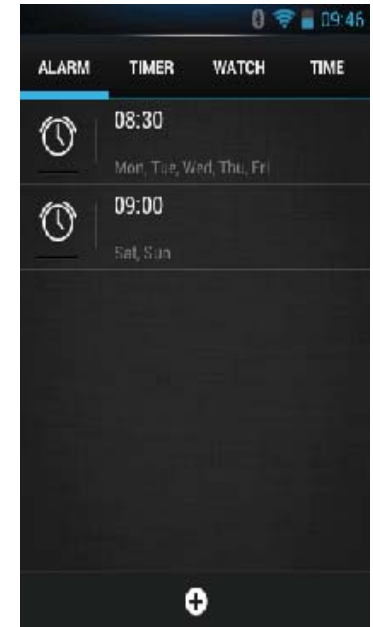 09:46
ALARM TIMER WATCH TIME
08:30
Mon, Tue, Wed, Thu, Fri
09:00
Sat, Sun